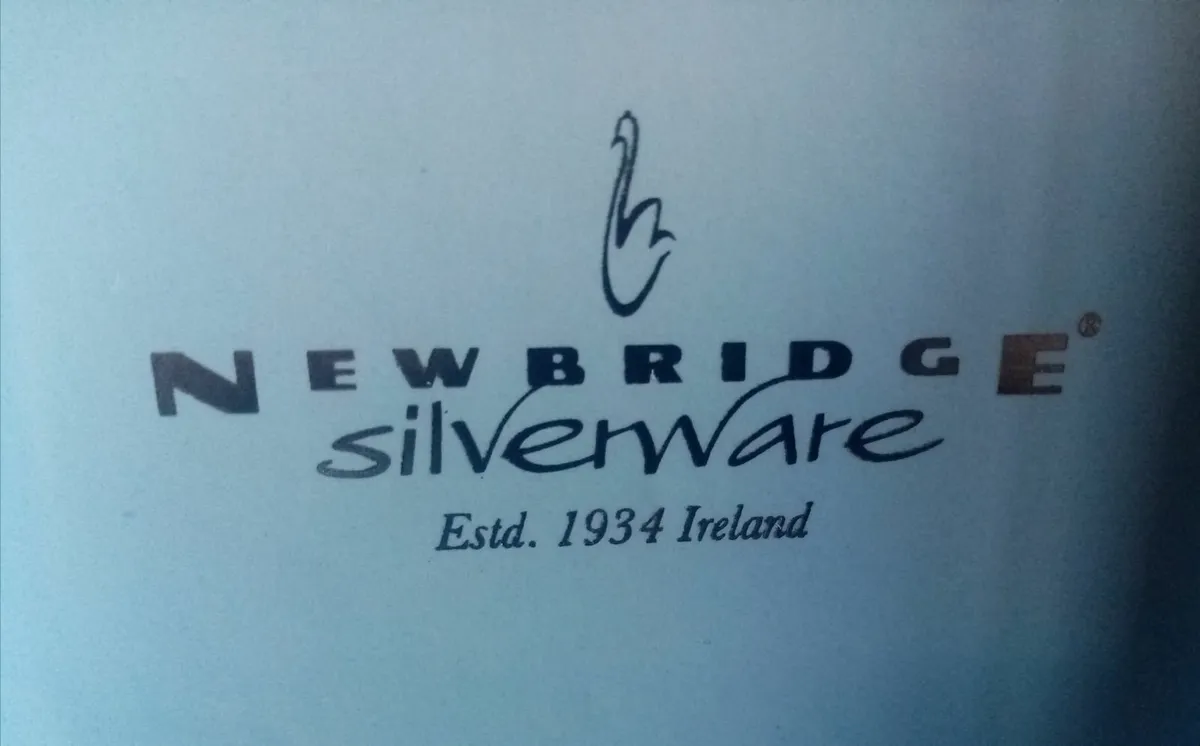 NEWBRIDGE®
silverware
Estd. 1934 Ireland